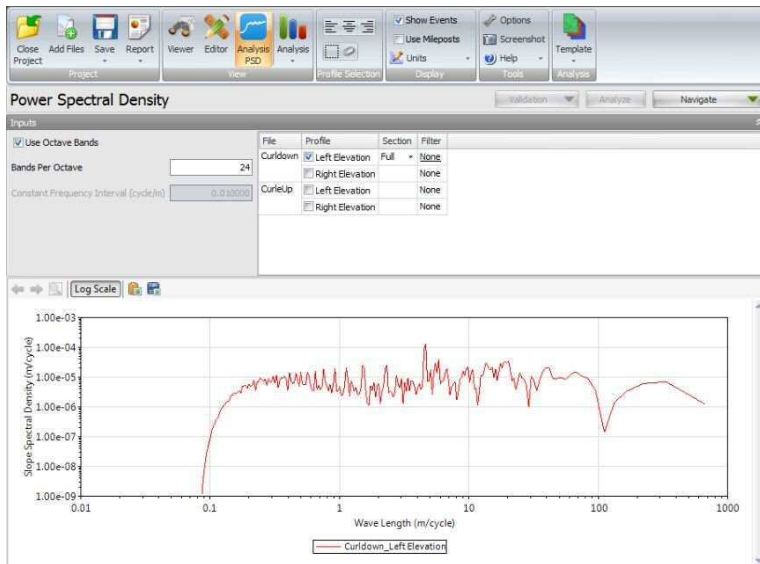 Close Project
Add Files
Save
Report
Viewer
Editor
Analysis PSD
Analysis
Show Events
Use Mileposts
Units
Options
Screenshot
Help
Template
Project
View
Profile Selection
Display
Tools
Analysis
Power Spectral Density
Validation
Analyze
Navigate
Inputs
Use Octave Bands
Bands Per Octave 24
Constant Frequency Interval (cycle/m) 0.010000
File Profile Section Filter
Curldown Left Elevation Full None
Right Elevation None
CurleUp Left Elevation None
Right Elevation None
Log Scale
Slope Spectral Density (m/cycle)
1.00e-03
1.00e-04
1.00e-05
1.00e-06
1.00e-07
1.00e-08
1.00e-09
0.01 0.1 1 10 100 1000
Wave Length (m/cycle)
Curldown_Left Elevation